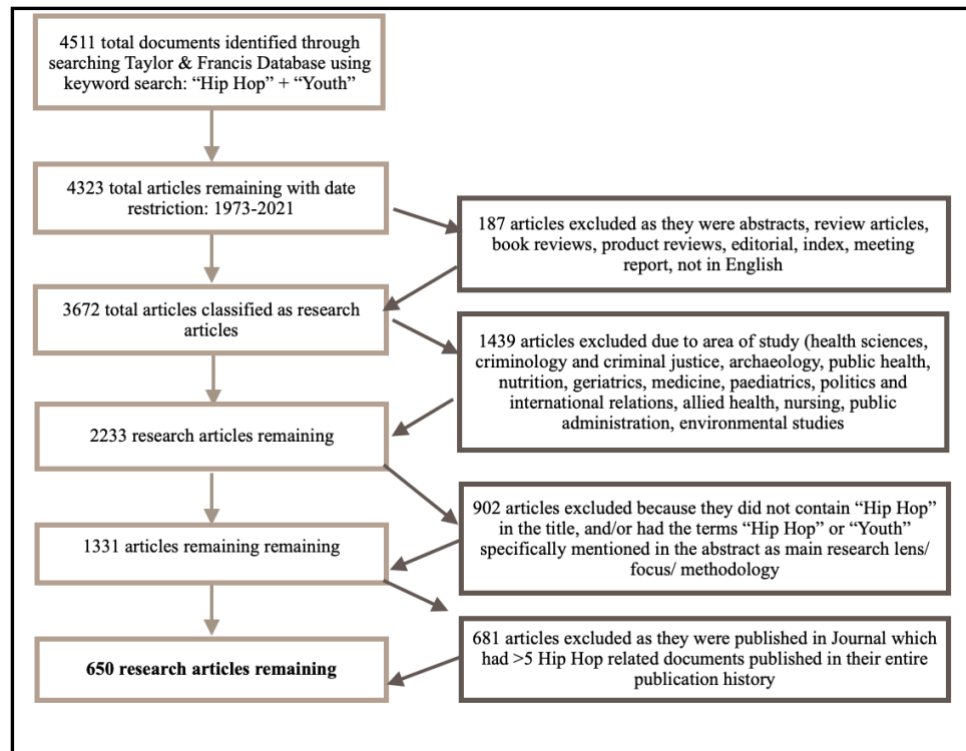 4511 total documents identified through
searching Taylor & Francis Database using
keyword search: “Hip Hop” + “Youth”
4323 total articles remaining with date
restriction: 1973-2021
187 articles excluded as they were abstracts, review articles,
book reviews, product reviews, editorial, index, meeting
report, not in English
3672 total articles classified as research
articles
1439 articles excluded due to area of study (health sciences,
criminology and criminal justice, archaeology, public health,
nutrition, geriatrics, medicine, paediatrics, politics and
international relations, allied health, nursing, public
administration, environmental studies
2233 research articles remaining
902 articles excluded because they did not contain “Hip Hop”
in the title, and/or had the terms “Hip Hop” or “Youth”
specifically mentioned in the abstract as main research lens/
focus/ methodology
1331 articles remaining remaining
681 articles excluded as they were published in Journal which
had >5 Hip Hop related documents published in their entire
publication history
650 research articles remaining